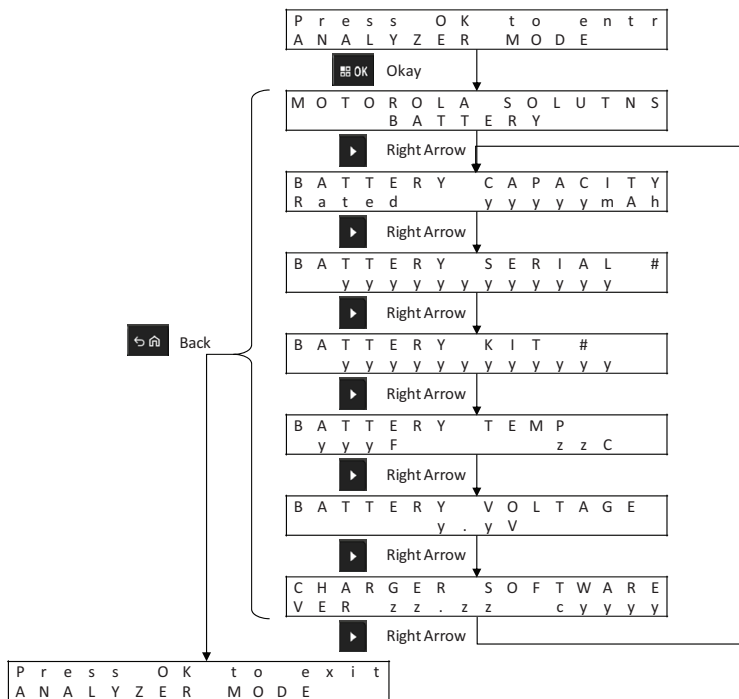 Press OK to entr
ANALYZER MODE
OK Okay
MOTOROLA SOLUTNS
BATTERY
Right Arrow
BATTERY CAPACITY
Rated yyyyymAh
Right Arrow
BATTERY SERIAL #
yyyyyyyyyyyy
Right Arrow
Back
BATTERY KIT #
yyyyyyyyyyyy
Right Arrow
BATTERY TEMP
yyyF zzC
Right Arrow
BATTERY VOLTAGE
y.yV
Right Arrow
CHARGER SOFTWARE
VER zz.zz cyyyy
Right Arrow
Press OK to exit
ANALYZER MODE